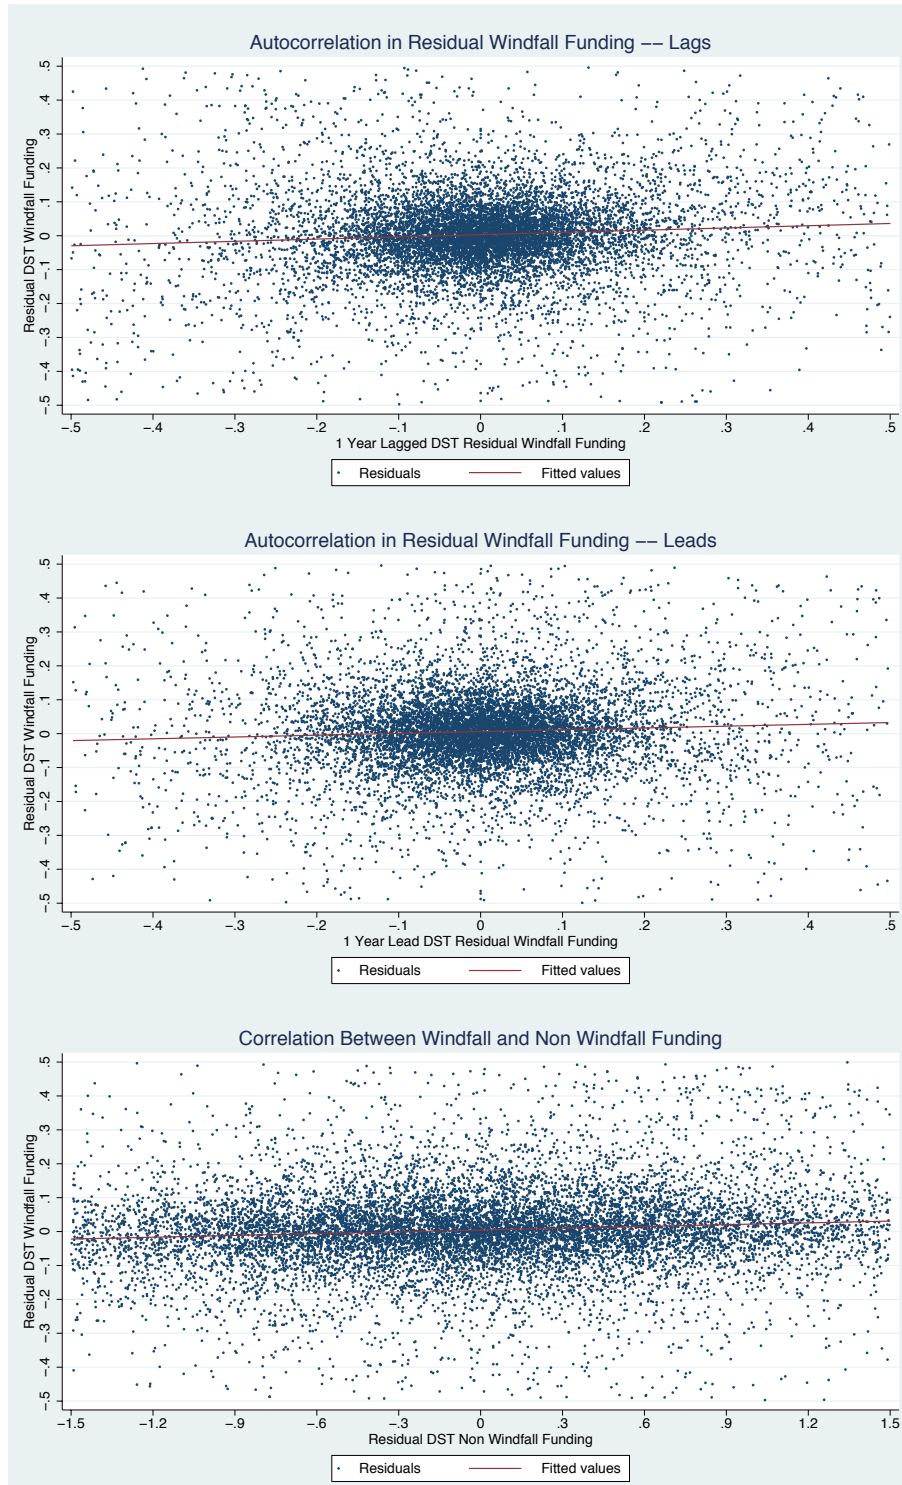 Autocorrelation in Residual Windfall Funding −− Lags
Residual DST Windfall Funding
.5
.4
.3
.2
.1
0
−.1
−.2
−.3
−.4
−.5
−.5 −.4 −.3 −.2 −.1 0 .1 .2 .3 .4 .5
1 Year Lagged DST Residual Windfall Funding
Residuals Fitted values
Autocorrelation in Residual Windfall Funding −− Leads
Residual DST Windfall Funding
.5
.4
.3
.2
.1
0
−.1
−.2
−.3
−.4
−.5
−.5 −.4 −.3 −.2 −.1 0 .1 .2 .3 .4 .5
1 Year Lead DST Residual Windfall Funding
Residuals Fitted values
Correlation Between Windfall and Non Windfall Funding
Residual DST Windfall Funding
.5
.4
.3
.2
.1
0
−.1
−.2
−.3
−.4
−.5
−1.5 −1.2 −.9 −.6 −.3 0 .3 .6 .9 1.2 1.5
Residual DST Non Windfall Funding
Residuals Fitted values